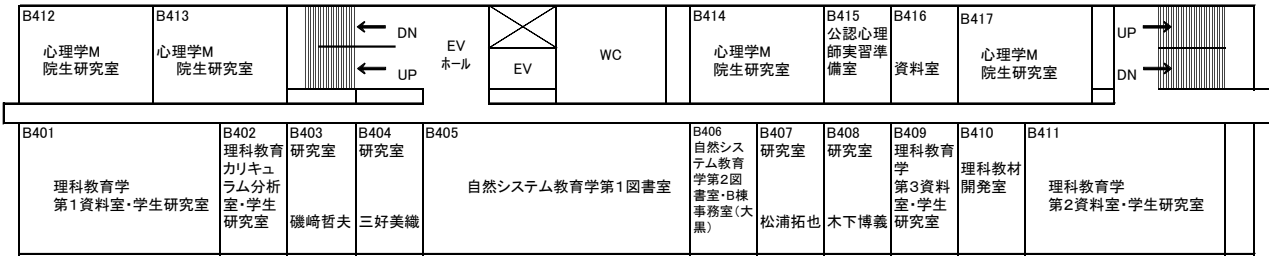 B412
心理学M
院生研究室
B413
心理学M
院生研究室
DN
UP
EV
ホール
EV
WC
B414
心理学M
院生研究室
B415
公認心理
師実習準
備室
B416
資料室
B417
心理学M
院生研究室
UP
DN
B401
理科教育学
第1資料室・学生研究室
B402
理科教育
カリキュ
ラム分析
室・学生
研究室
B403
研究室
磯﨑哲夫
B404
研究室
三好美織
B405
自然システム教育学第1図書室
B406
自然シス
テム教育
学第2図
書室・B棟
事務室(大
黒)
B407
研究室
松浦拓也
B408
研究室
木下博義
B409
理科教育
学
第3資料
室・学生
研究室
B410
理科教材
開発室
B411
理科教育学
第2資料室・学生研究室